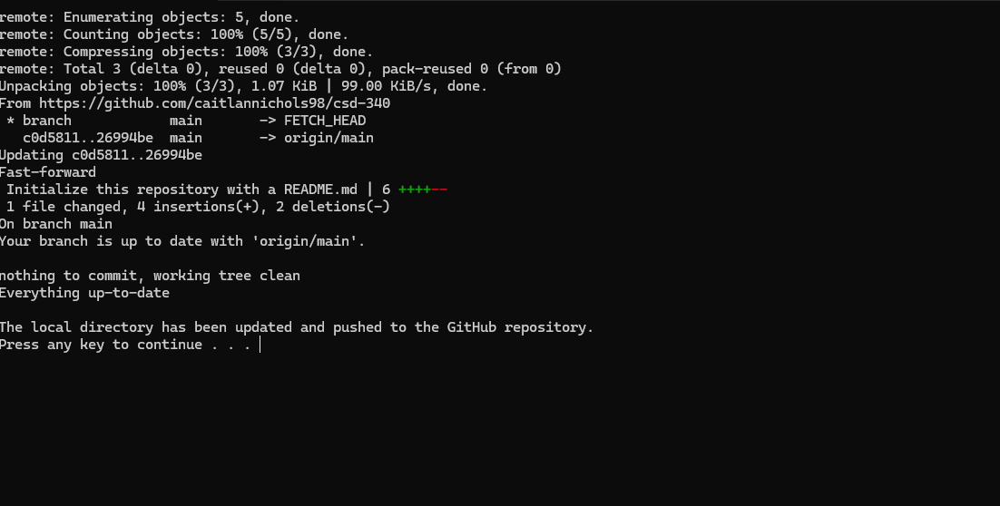 remote: Enumerating objects: 5, done.
remote: Counting objects: 100% (5/5), done.
remote: Compressing objects: 100% (3/3), done.
remote: Total 3 (delta 0), reused 0 (delta 0), pack-reused 0 (from 0)
Unpacking objects: 100% (3/3), 1.07 KiB | 99.00 KiB/s, done.
From https://github.com/caitlannichols98/csd-340
 * branch            main       -> FETCH_HEAD
   c0d5811..26994be  main       -> origin/main
Updating c0d5811..26994be
Fast-forward
 Initialize this repository with a README.md | 6 ++++--
 1 file changed, 4 insertions(+), 2 deletions(-)
On branch main
Your branch is up to date with 'origin/main'.

nothing to commit, working tree clean
Everything up-to-date

The local directory has been updated and pushed to the GitHub repository.
Press any key to continue . . .